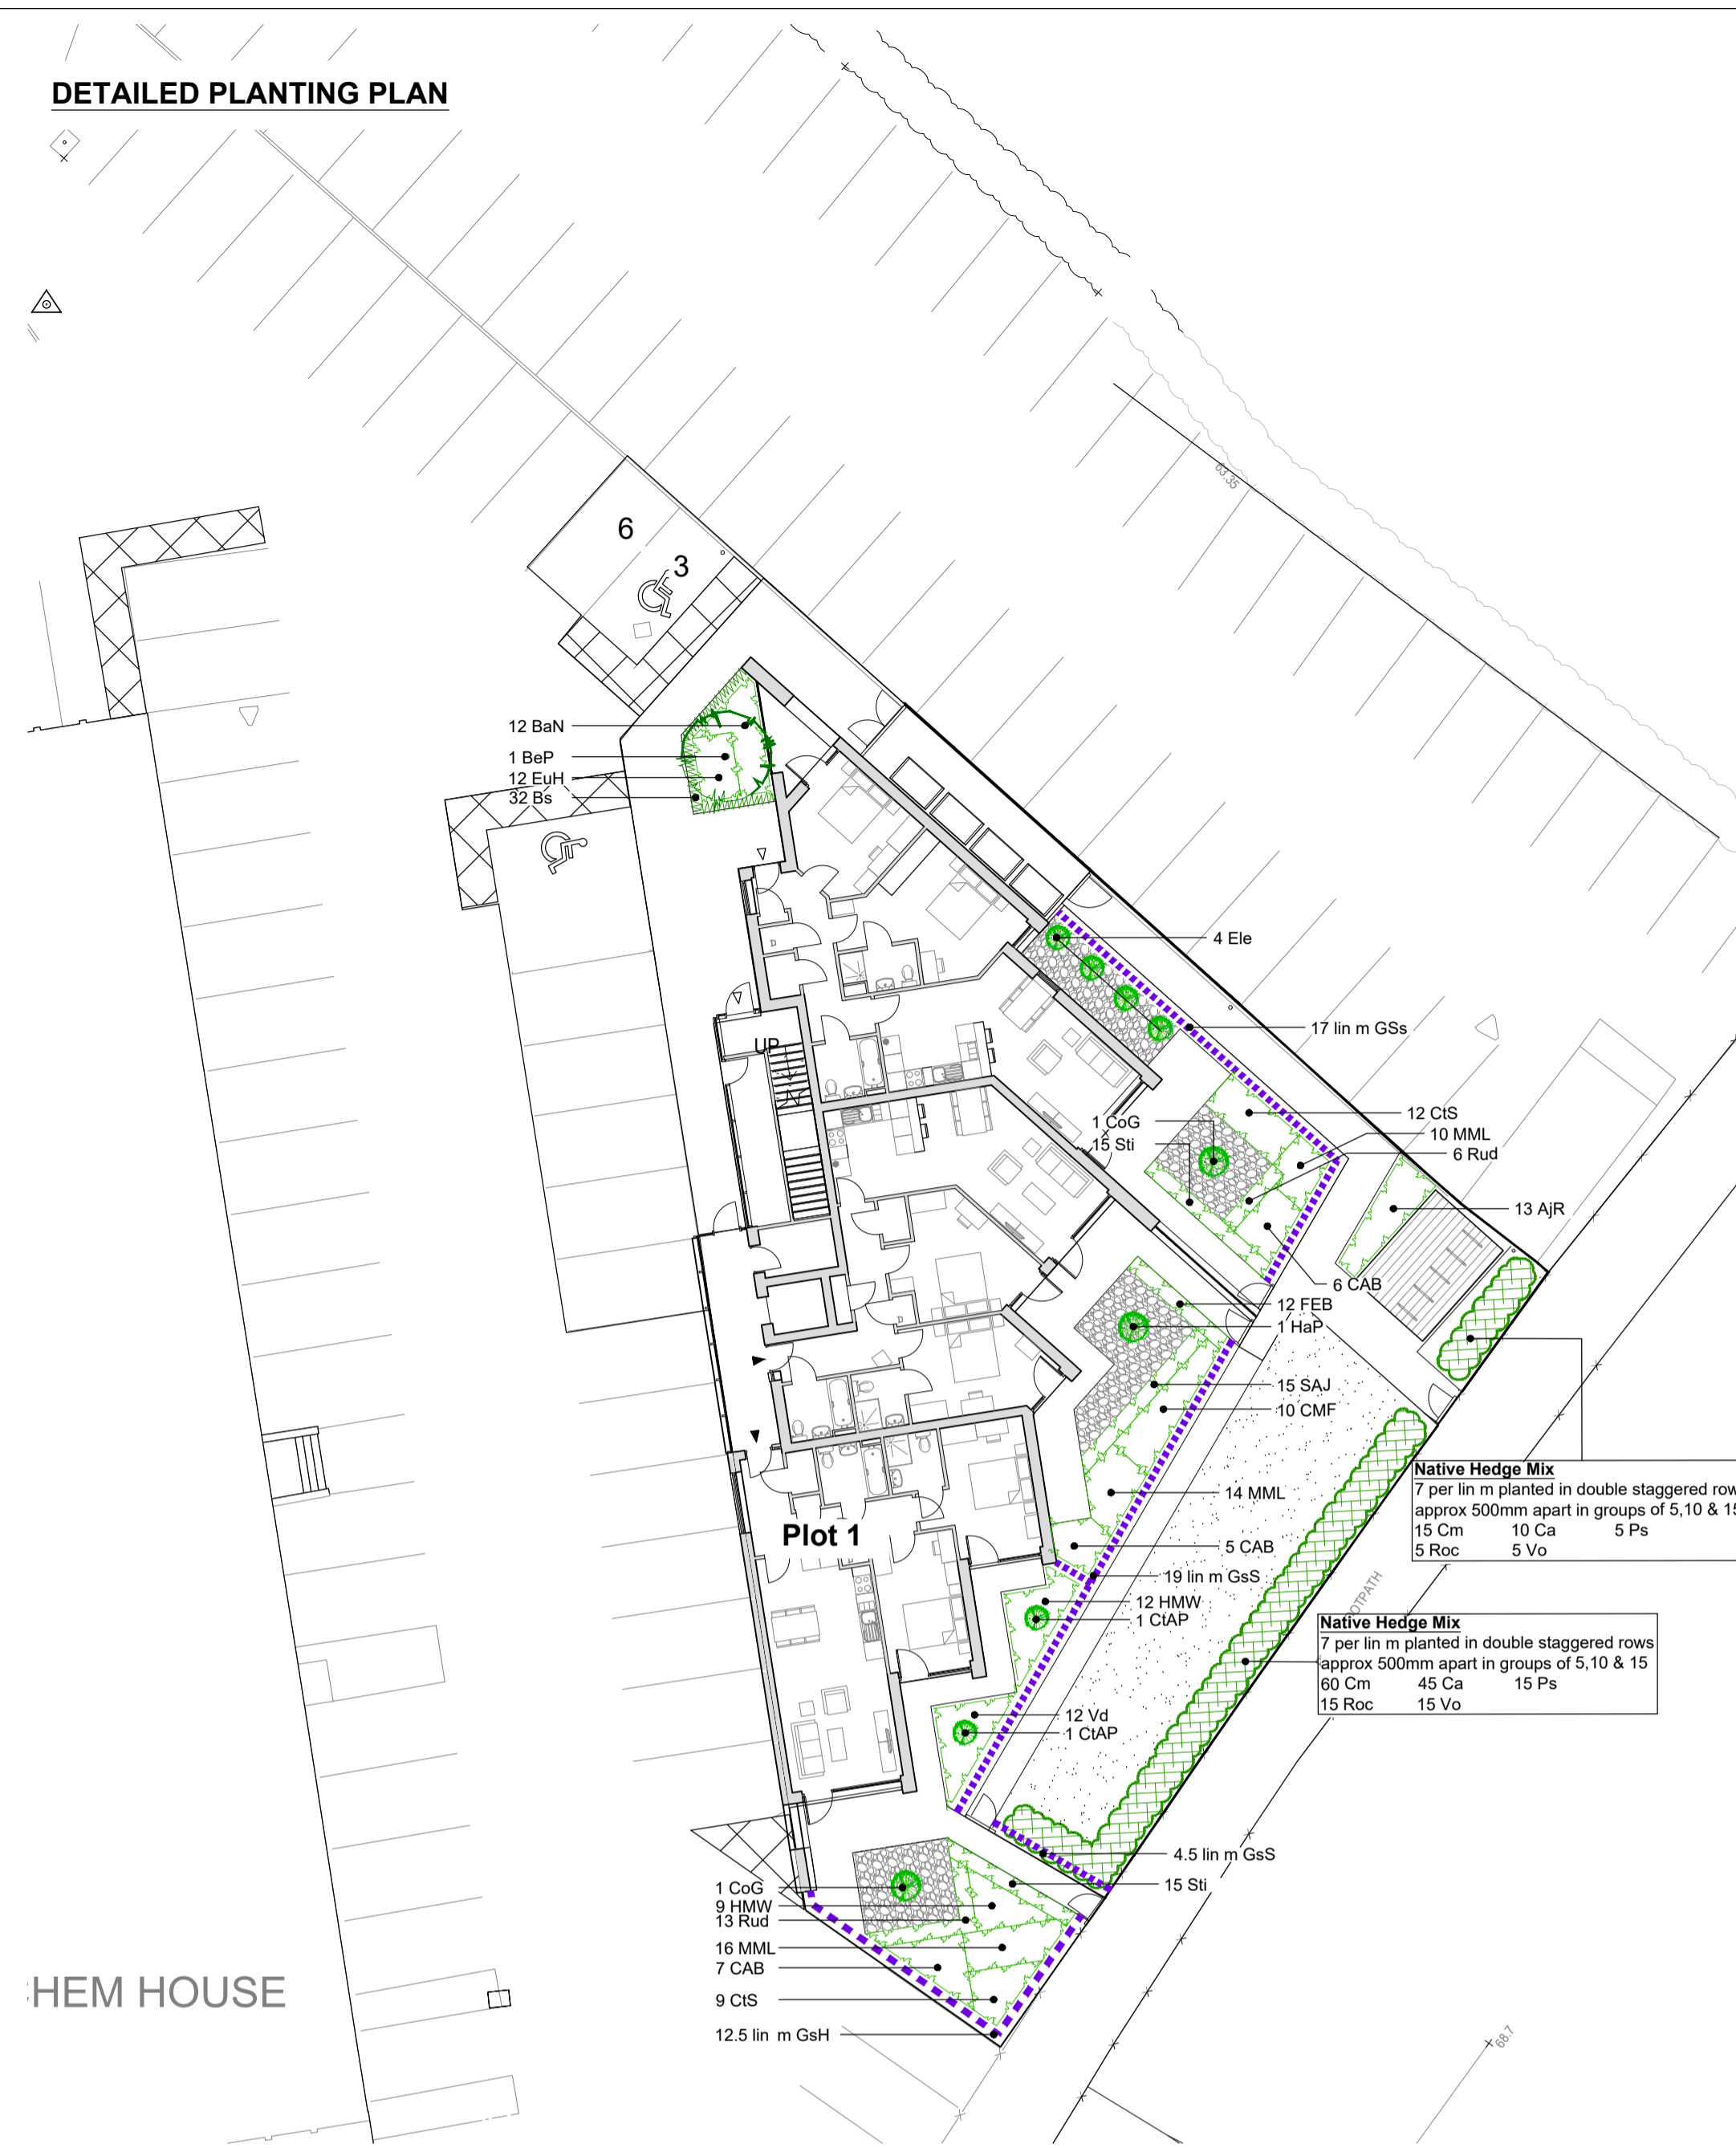 DETAILED PLANTING PLAN
63.35
6
3
12 BaN
1 BeP
12 EuH
32 Bs
4 Ele
17 lin m GSs
UP
1 CoG
15 Sti
12 CtS
10 MML
6 Rud
13 AjR
6 CAB
12 FEB
1 HaP
15 SAJ
10 CMF
Native Hedge Mix
7 per lin m planted in double staggered row
approx 500mm apart in groups of 5,10 & 15
15 Cm 10 Ca 5 Ps
5 Roc 5 Vo
14 MML
Plot 1
5 CAB
19 lin m GsS
12 HMW
1 CtAP
OTPATH
Native Hedge Mix
7 per lin m planted in double staggered rows
approx 500mm apart in groups of 5,10 & 15
60 Cm 45 Ca 15 Ps
15 Roc 15 Vo
12 Vd
1 CtAP
4.5 lin m GsS
15 Sti
1 CoG
9 HMW
13 Rud
16 MML
7 CAB
9 CtS
12.5 lin m GsH
HEM HOUSE
68.7